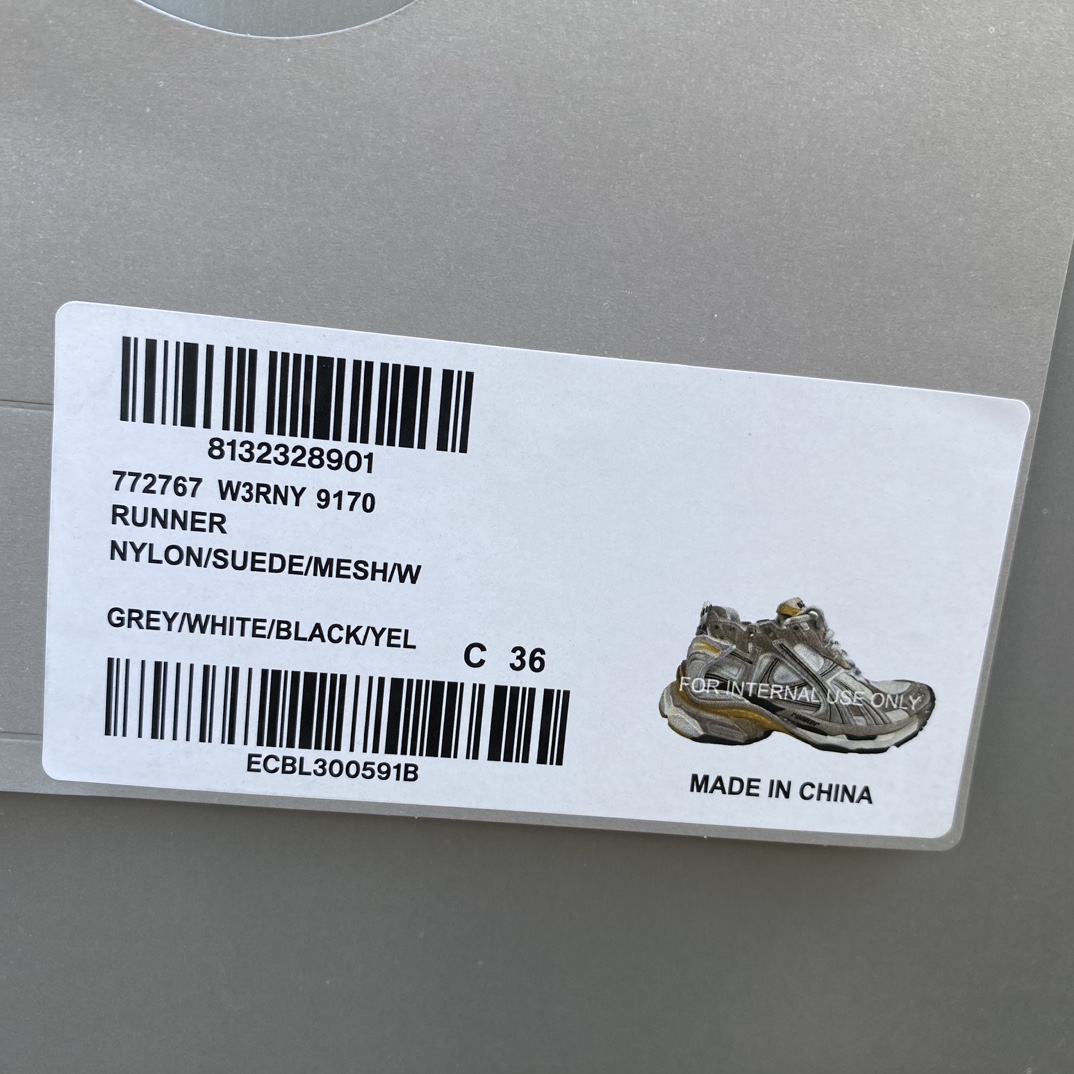 8132328901
772767 W3RNY 9170
RUNNER
NYLON/SUEDE/MESH/W
GREY/WHITE/BLACK/YEL
C 36
ECBL300591B
FOR INTERNAL USE ONLY
MADE IN CHINA